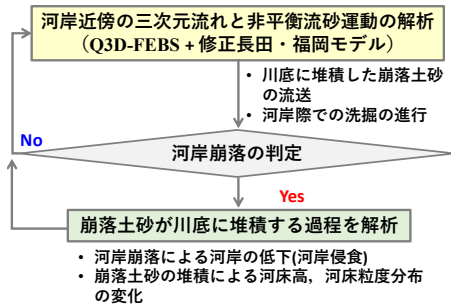 河岸近傍の三次元流れと非平衡流砂運動の解析
（Q3D-FEBS + 修正長田・福岡モデル）
• 川底に堆積した崩落土砂
の流送
• 河岸際での洗掘の進行
No
河岸崩落の判定
Yes
崩落土砂が川底に堆積する過程を解析
• 河岸崩落による河岸の低下(河岸侵食)
• 崩落土砂の堆積による河床高，河床粒度分布
の変化